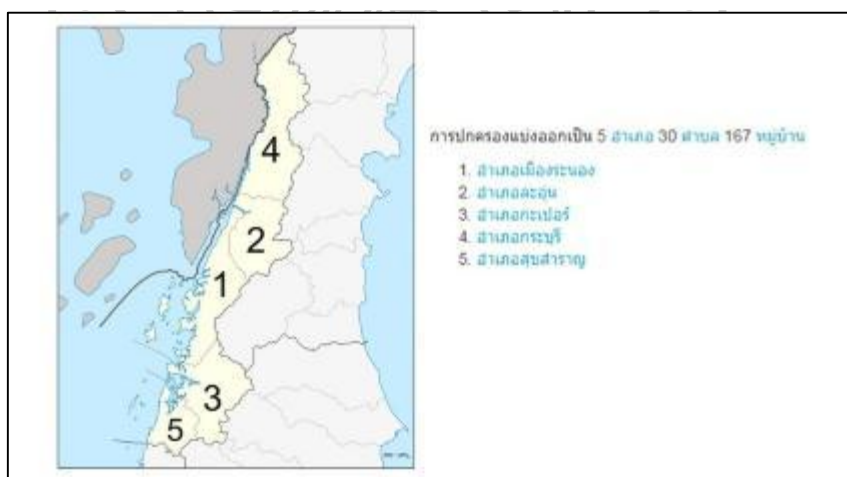 การปกครองแบ่งออกเป็น 5 อำเภอ 30 ตำบล 167 หมู่บ้าน
1. อำเภอเมืองระนอง
2. อำเภอละอุ่น
3. อำเภอกะเปอร์
4. อำเภอกระบุรี
5. อำเภอสุขสำราญ
4
2
1
3
5